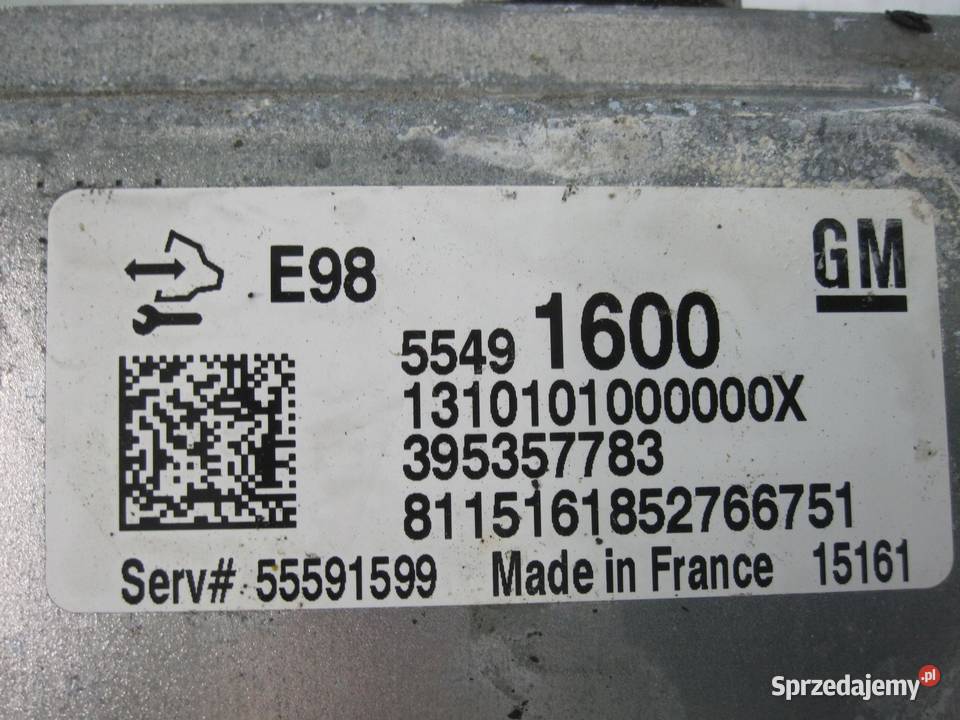 E98
GM
5549 1600
1310101000000X
395357783
8115161852766751
Serv# 55591599 Made in France 15161
Sprzedajemy.pl